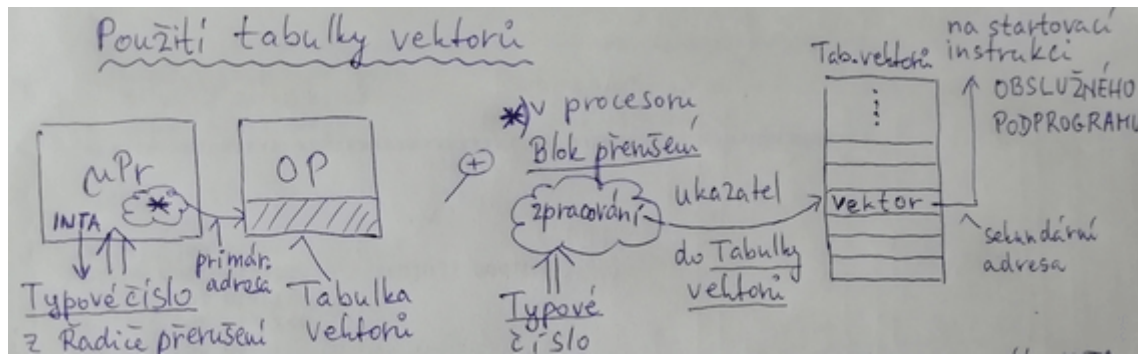 Použití tabulky vektorů
μPr
*
INTA
Typové číslo
z Řadiče přerušení
primár.
adresa
OP
Tabulka
vektorů
+
*) v procesoru
Blok přerušení
zpracování
Typové
číslo
ukazatel
do Tabulky
vektorů
Tab. vektorů
vektor
na startovací
instrukci
OBSLUŽNÉHO
PODPROGRAMU
sekundární
adresa